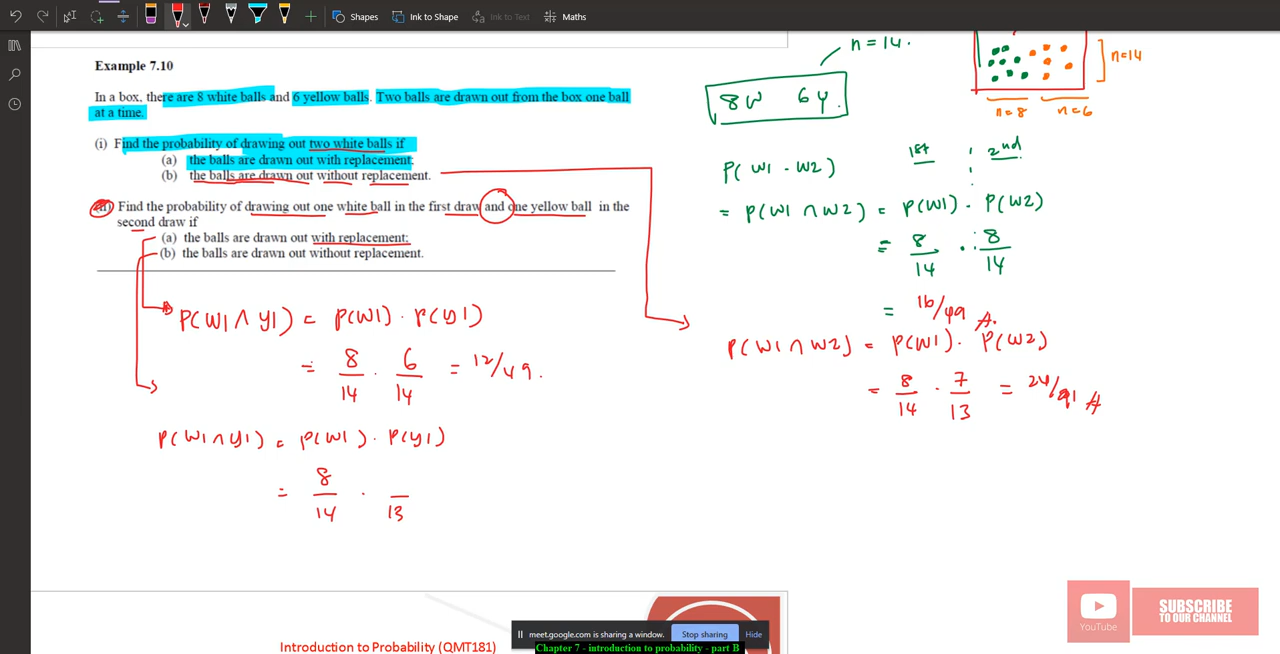 Shapes Ink to Shape Ink to Text Maths
Example 7.10
In a box, there are 8 white balls and 6 yellow balls. Two balls are drawn out from the box one ball
at a time.
(i) Find the probability of drawing out two white balls if
(a) the balls are drawn out with replacement;
(b) the balls are drawn out without replacement.
Find the probability of drawing out one white ball in the first draw and one yellow ball in the
second draw if
(a) the balls are drawn out with replacement;
(b) the balls are drawn out without replacement.
P(W1 ∩ Y1) = P(W1) · P(Y1)
= 8/14 · 6/14 = 12/49.
P(W1 ∩ Y1) = P(W1) · P(Y1)
= 8/14 · /13
n = 14.
8W 6Y.
n=14
n=8 n=6
1st 2nd
P(W1 · W2)
= P(W1 ∩ W2) = P(W1) · P(W2)
= 8/14 · 8/14
= 16/49
P(W1 ∩ W2) = P(W1) · P(W2)
= 8/14 · 7/13 = 24/91
YouTube
SUBSCRIBE
TO OUR CHANNEL
meet.google.com is sharing a window. Stop sharing Hide
Introduction to Probability (QMT181)
Chapter 7 - introduction to probability - part B